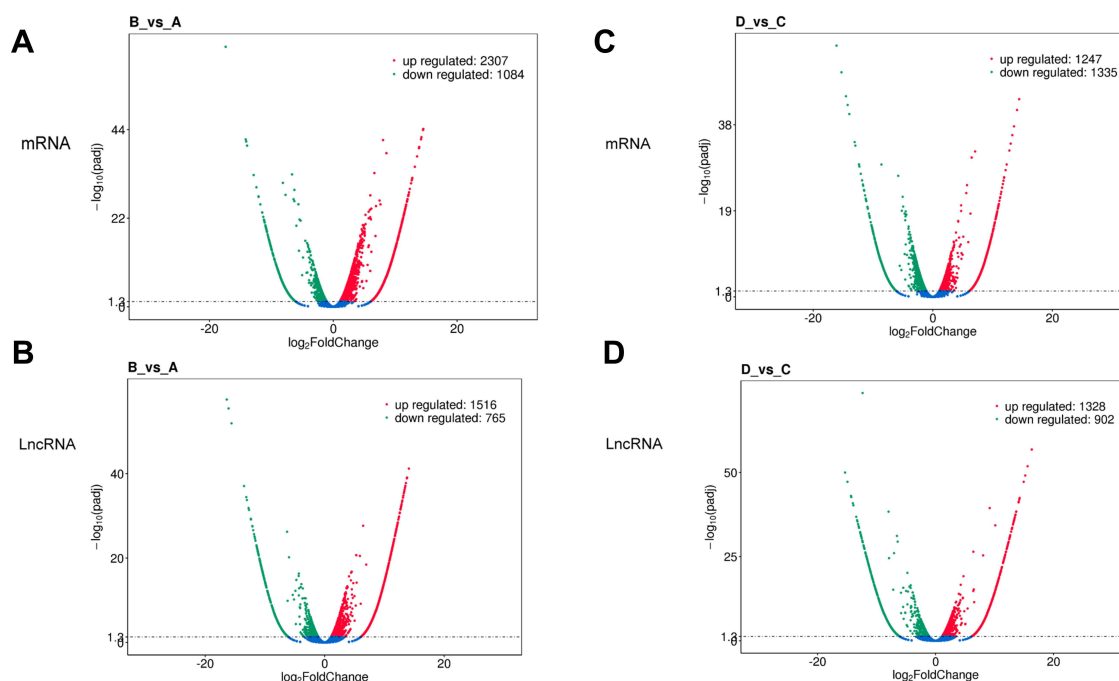 A
B_vs_A
mRNA
up regulated: 2307
down regulated: 1084
−log10(padj)
44
22
1.3
0
-20
0
20
log2FoldChange
C
D_vs_C
mRNA
up regulated: 1247
down regulated: 1335
−log10(padj)
38
19
1.3
0
-20
0
20
log2FoldChange
B
B_vs_A
LncRNA
up regulated: 1516
down regulated: 765
−log10(padj)
40
20
1.3
0
-20
0
20
log2FoldChange
D
D_vs_C
LncRNA
up regulated: 1328
down regulated: 902
−log10(padj)
50
25
1.3
0
-20
0
20
log2FoldChange